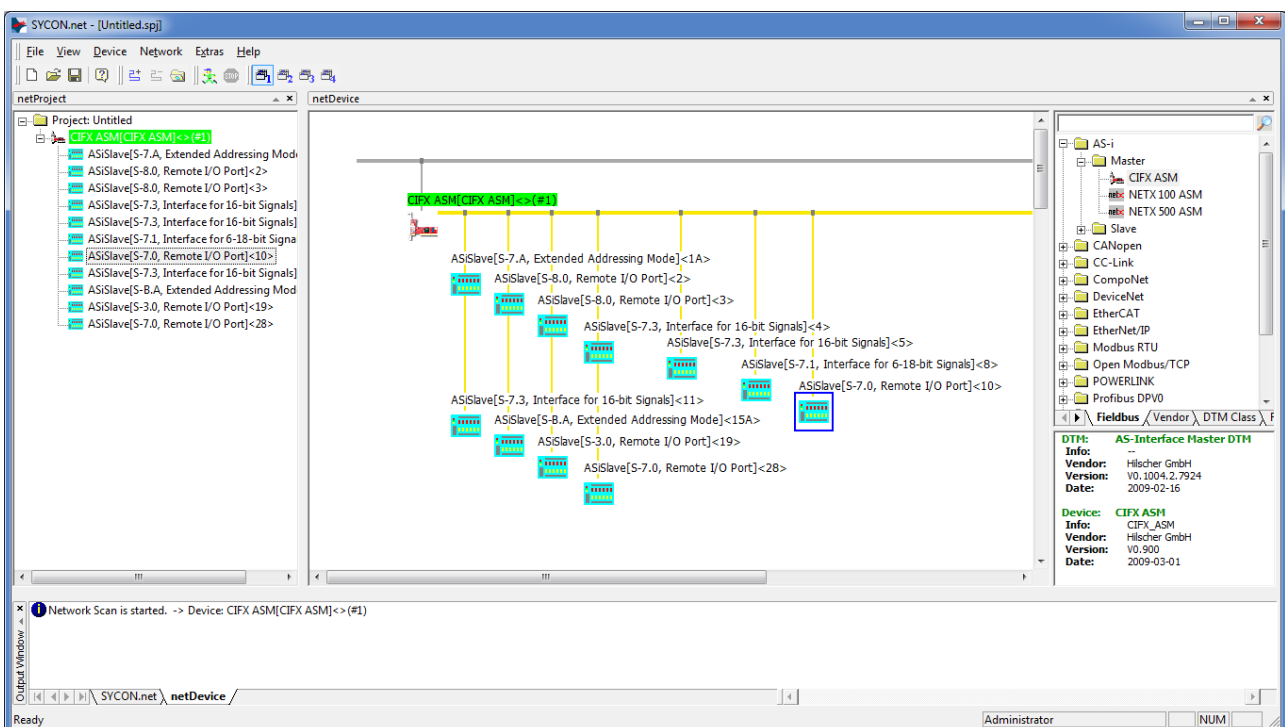 SYCON.net - [Untitled.spj]
File View Device Network Extras Help
netProject
netDevice
Project: Untitled
CIFX ASM[CIFX ASM]<>(#1)
ASiSlave[S-7.A, Extended Addressing Mode
ASiSlave[S-8.0, Remote I/O Port]<2>
ASiSlave[S-8.0, Remote I/O Port]<3>
ASiSlave[S-7.3, Interface for 16-bit Signals]
ASiSlave[S-7.3, Interface for 16-bit Signals]
ASiSlave[S-7.1, Interface for 6-18-bit Signa
ASiSlave[S-7.0, Remote I/O Port]<10>
ASiSlave[S-7.3, Interface for 16-bit Signals]
ASiSlave[S-B.A, Extended Addressing Mod
ASiSlave[S-3.0, Remote I/O Port]<19>
ASiSlave[S-7.0, Remote I/O Port]<28>
CIFX ASM[CIFX ASM]<>(#1)
ASiSlave[S-7.A, Extended Addressing Mode]<1A>
ASiSlave[S-8.0, Remote I/O Port]<2>
ASiSlave[S-8.0, Remote I/O Port]<3>
ASiSlave[S-7.3, Interface for 16-bit Signals]<4>
ASiSlave[S-7.3, Interface for 16-bit Signals]<5>
ASiSlave[S-7.1, Interface for 6-18-bit Signals]<8>
ASiSlave[S-7.0, Remote I/O Port]<10>
ASiSlave[S-7.3, Interface for 16-bit Signals]<11>
ASiSlave[S-B.A, Extended Addressing Mode]<15A>
ASiSlave[S-3.0, Remote I/O Port]<19>
ASiSlave[S-7.0, Remote I/O Port]<28>
AS-i
Master
CIFX ASM
NETX 100 ASM
NETX 500 ASM
Slave
CANopen
CC-Link
CompoNet
DeviceNet
EtherCAT
EtherNet/IP
Modbus RTU
Open Modbus/TCP
POWERLINK
Profibus DPV0
Fieldbus Vendor DTM Class F
DTM: AS-Interface Master DTM
Info: --
Vendor: Hilscher GmbH
Version: V0.1004.2.7924
Date: 2009-02-16
Device: CIFX ASM
Info: CIFX_ASM
Vendor: Hilscher GmbH
Version: V0.900
Date: 2009-03-01
Network Scan is started. -> Device: CIFX ASM[CIFX ASM]<>(#1)
Output Window
SYCON.net netDevice
Ready
Administrator
NUM